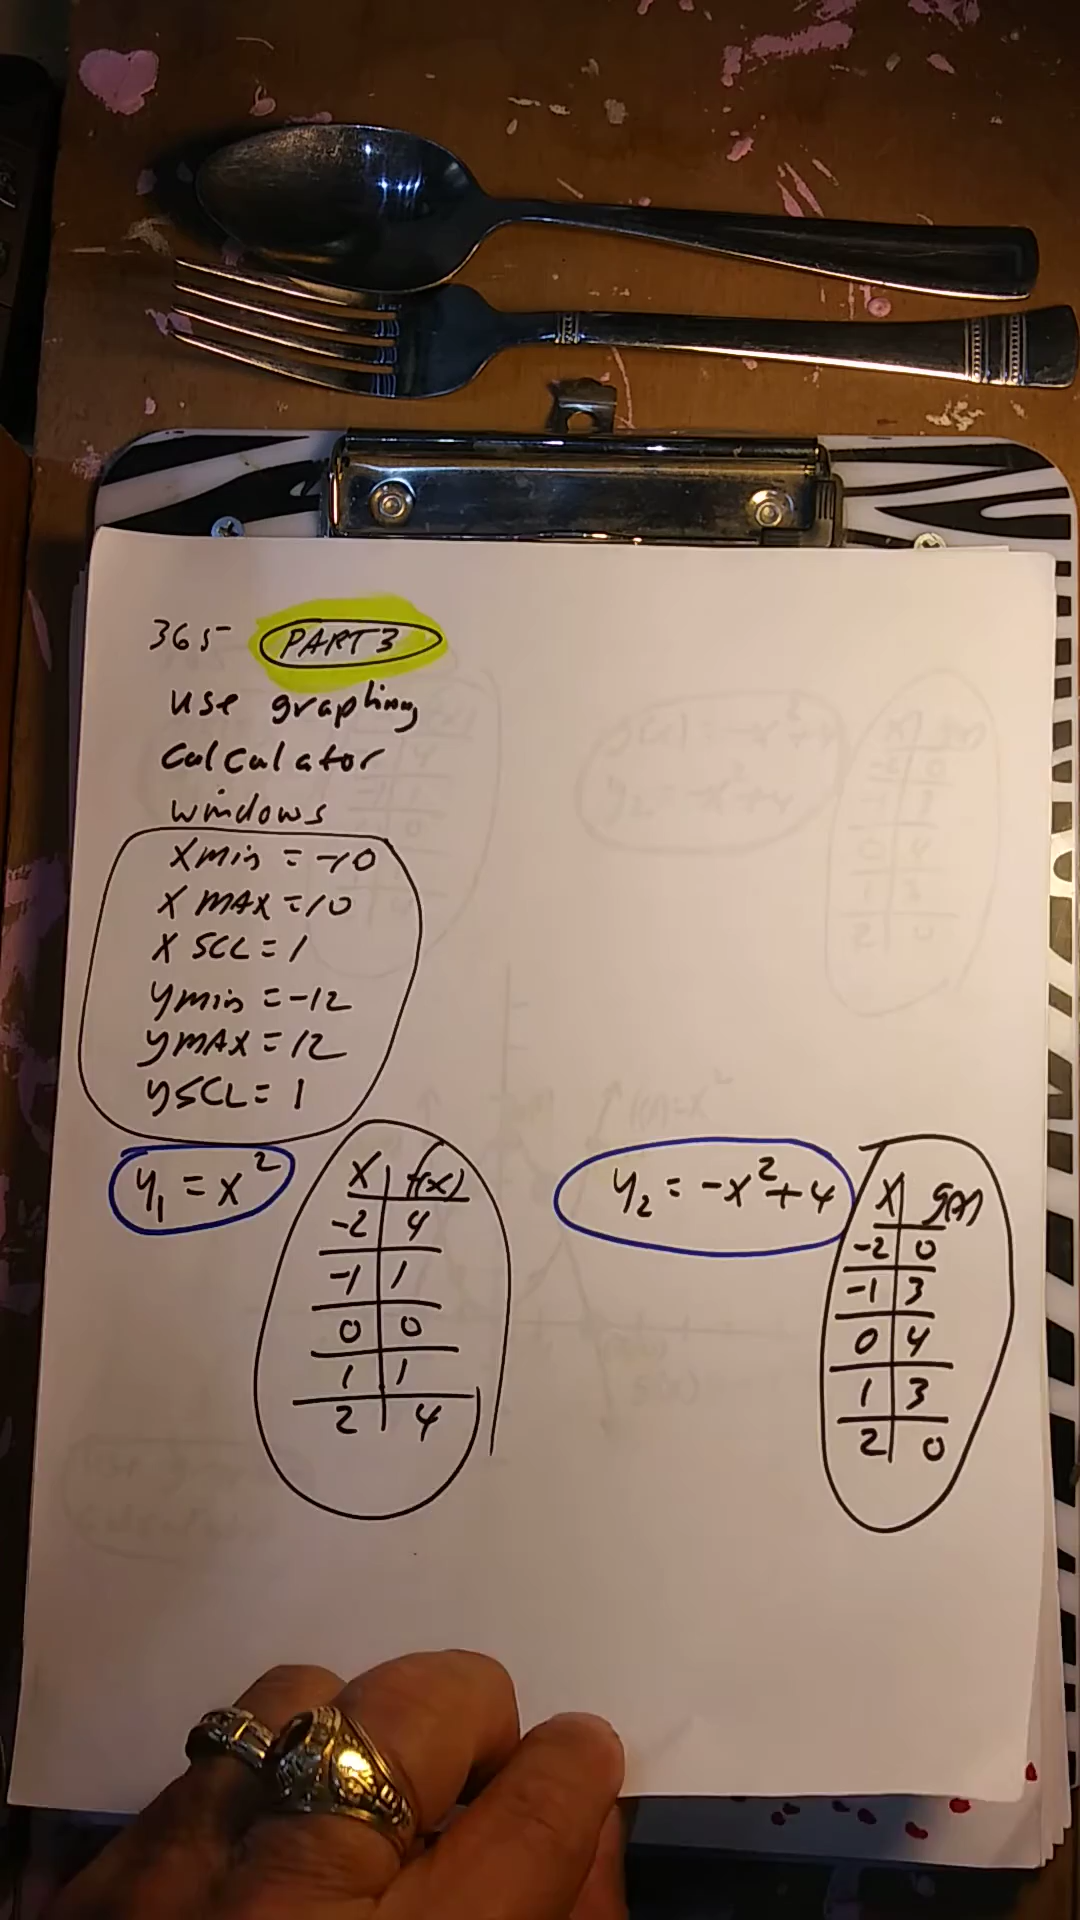 365 PART 3
use graphing
calculator
windows
Xmin = -10
X MAX = 10
X SCL = 1
Ymin = -12
YMAX = 12
YSCL = 1
y₁ = x²
X f(x)
-2 4
-1 1
0 0
1 1
2 4
y₂ = -x²+4
X g(x)
-2 0
-1 3
0 4
1 3
2 0